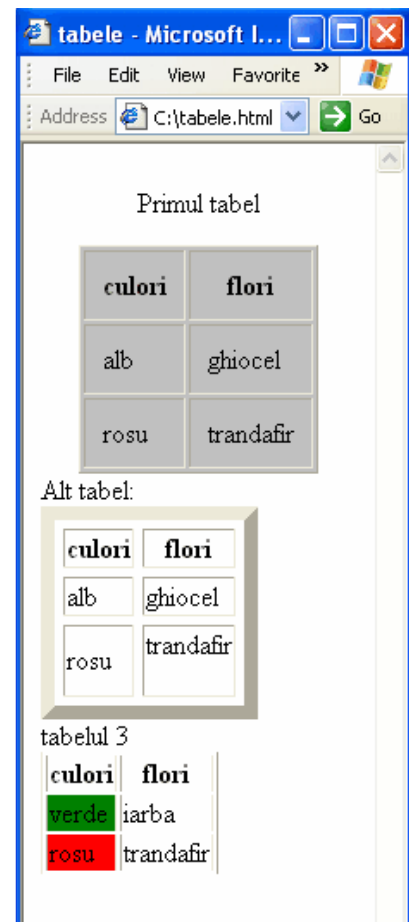 tabele - Microsoft I...
File Edit View Favorite »
Address C:\tabele.html Go
Primul tabel
culori flori
alb ghiocel
rosu trandafir
Alt tabel:
culori flori
alb ghiocel
rosu trandafir
tabelul 3
culori flori
verde iarba
rosu trandafir